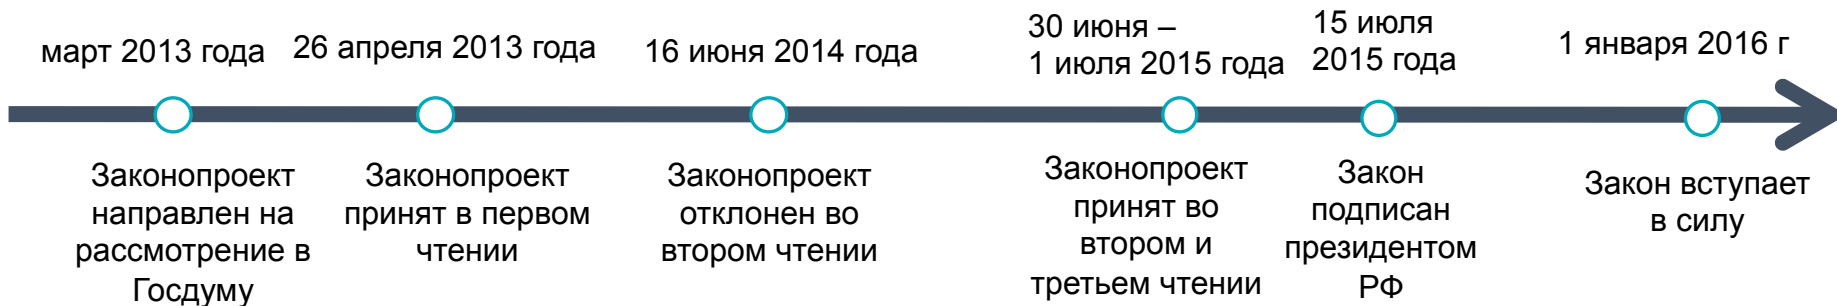 март 2013 года
Законопроект
направлен на
рассмотрение в
Госдуму
26 апреля 2013 года
Законопроект
принят в первом
чтении
16 июня 2014 года
Законопроект
отклонен во
втором чтении
30 июня –
1 июля 2015 года
Законопроект
принят во
втором и
третьем чтении
15 июля
2015 года
Закон
подписан
президентом
РФ
1 января 2016 г
Закон вступает
в силу